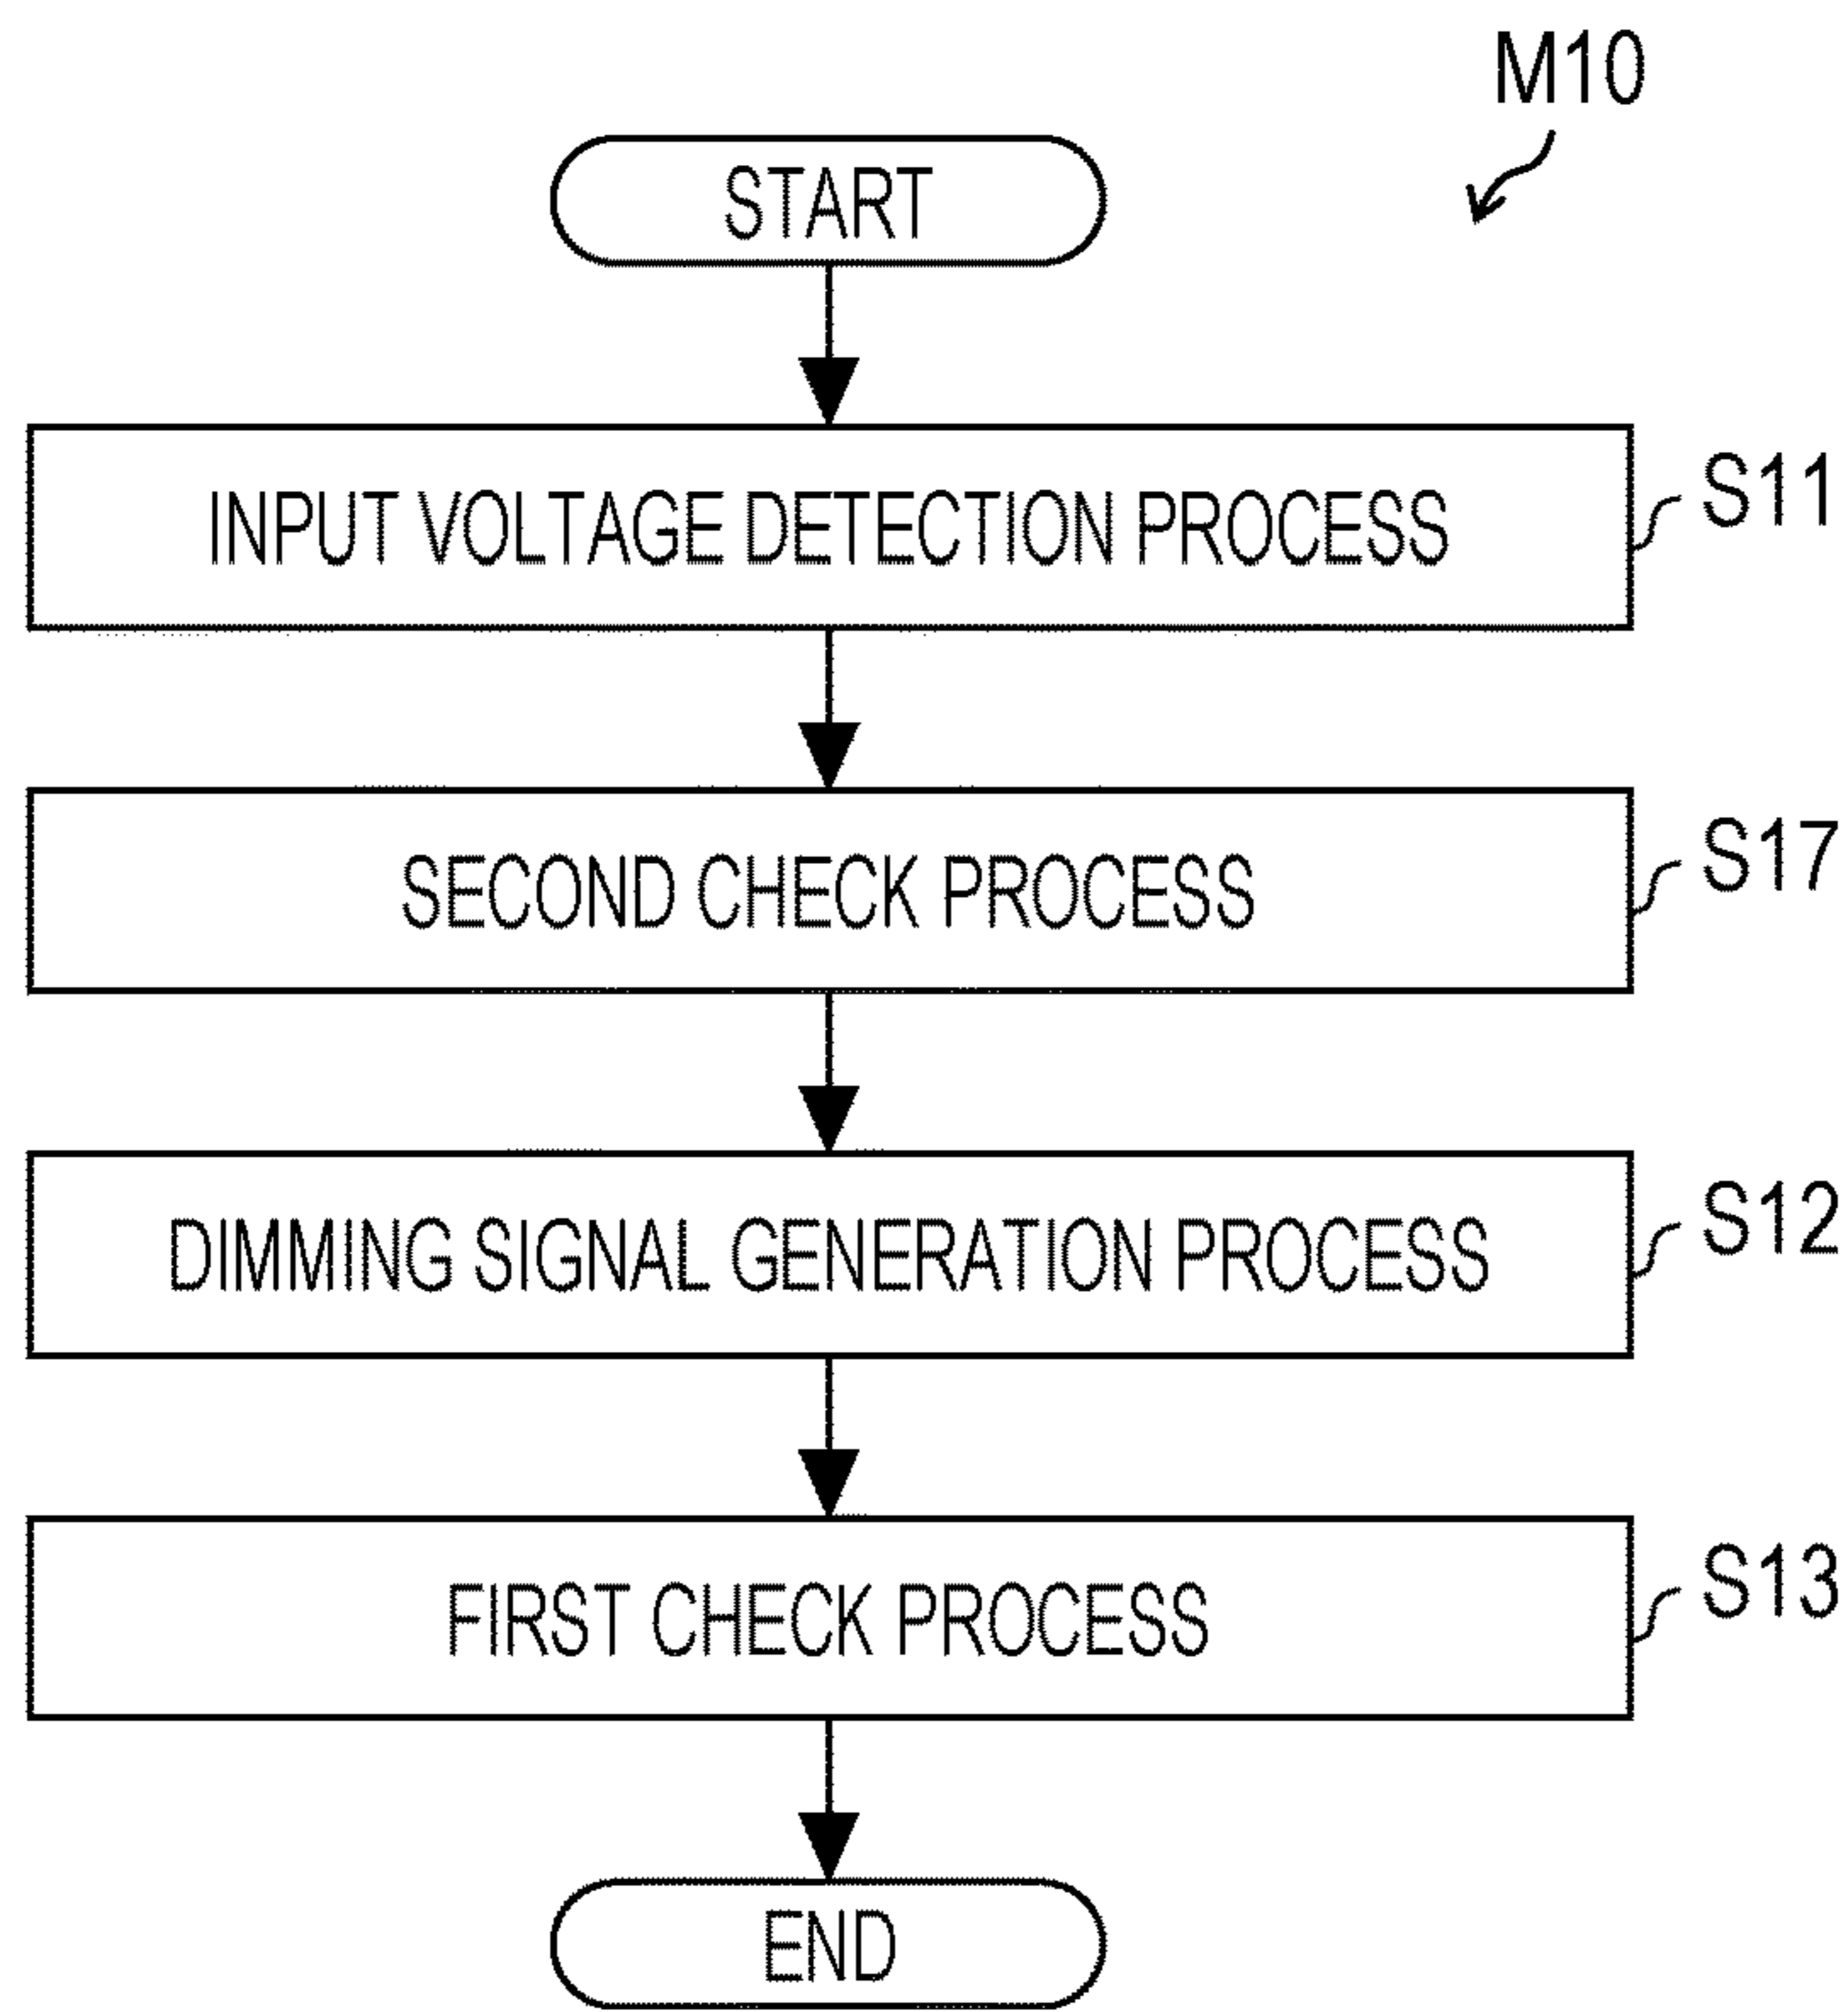 M10
START
INPUT VOLTAGE DETECTION PROCESS
S11
SECOND CHECK PROCESS
S17
DIMMING SIGNAL GENERATION PROCESS
S12
FIRST CHECK PROCESS
S13
END